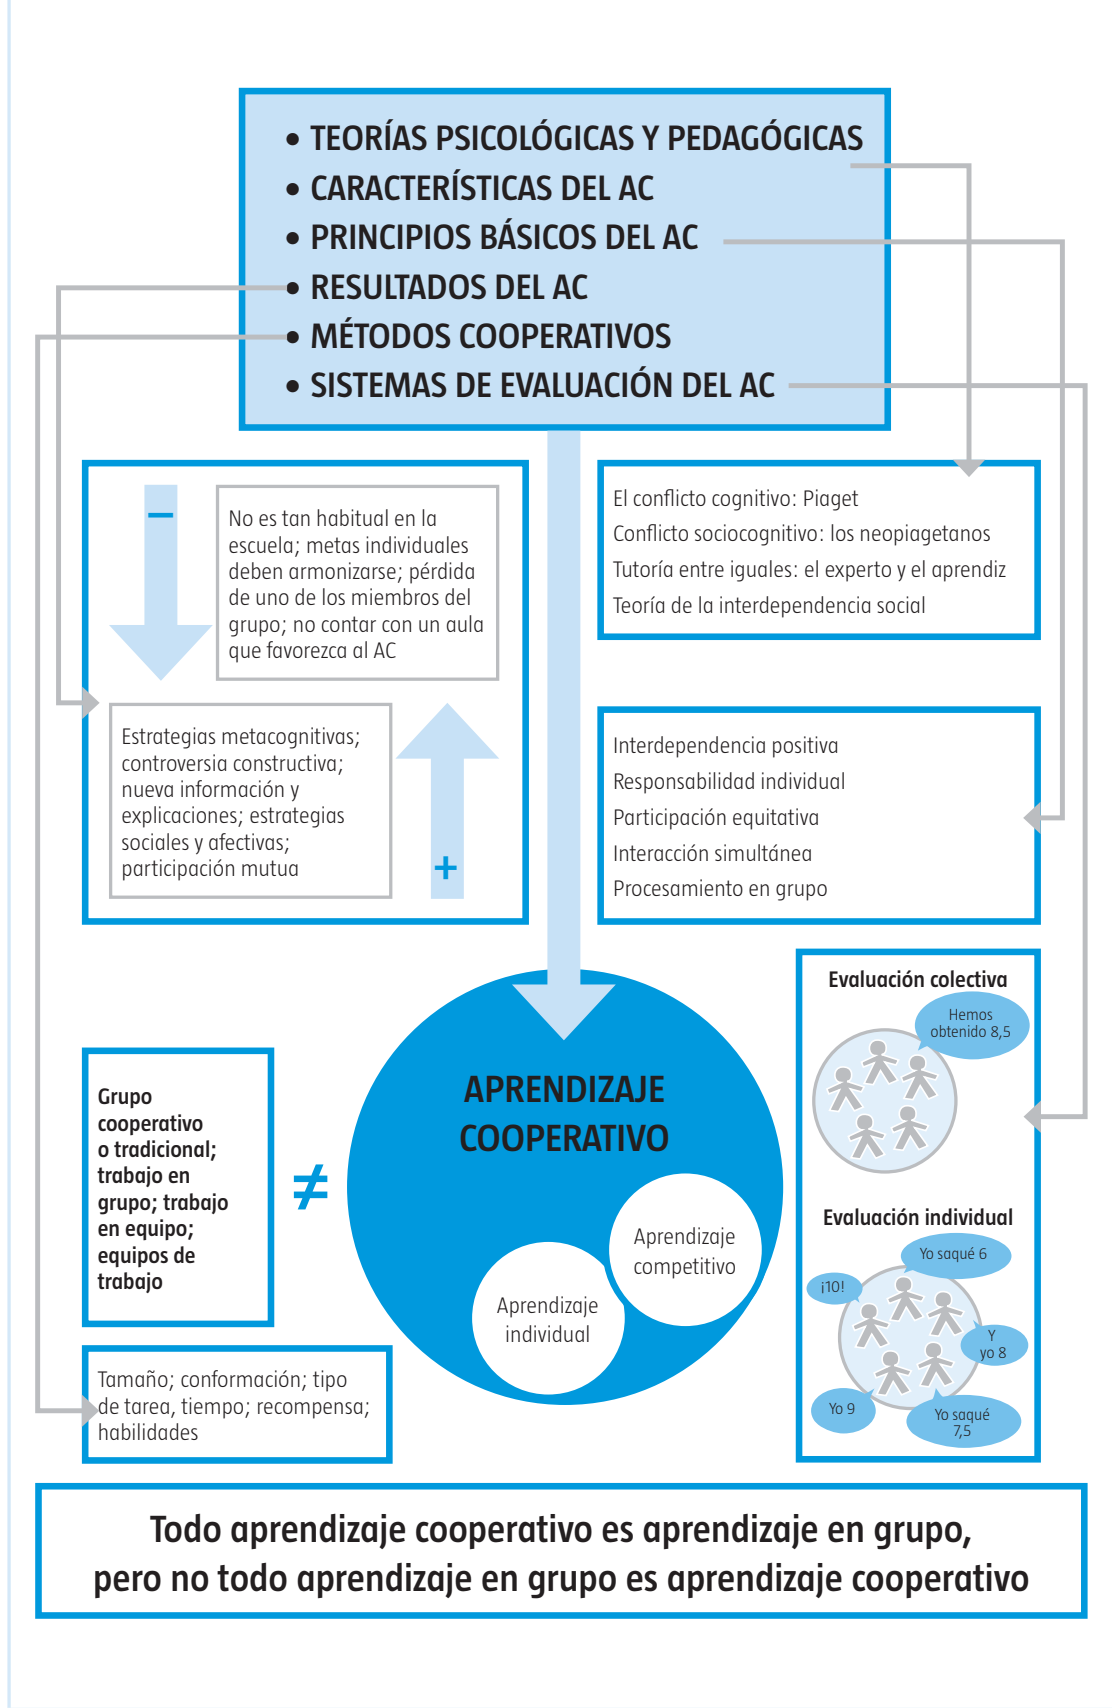 • TEORÍAS PSICOLÓGICAS Y PEDAGÓGICAS
• CARACTERÍSTICAS DEL AC
• PRINCIPIOS BÁSICOS DEL AC
• RESULTADOS DEL AC
• MÉTODOS COOPERATIVOS
• SISTEMAS DE EVALUACIÓN DEL AC
–
No es tan habitual en la
escuela; metas individuales
deben armonizarse; pérdida
de uno de los miembros del
grupo; no contar con un aula
que favorezca al AC
Estrategias metacognitivas;
controversia constructiva;
nueva información y
explicaciones; estrategias
sociales y afectivas;
participación mutua
+
El conflicto cognitivo: Piaget
Conflicto sociocognitivo: los neopiagetanos
Tutoría entre iguales: el experto y el aprendiz
Teoría de la interdependencia social
Interdependencia positiva
Responsabilidad individual
Participación equitativa
Interacción simultánea
Procesamiento en grupo
Grupo
cooperativo
o tradicional;
trabajo en
grupo; trabajo
en equipo;
equipos de
trabajo
≠
APRENDIZAJE
COOPERATIVO
Aprendizaje
competitivo
Aprendizaje
individual
Evaluación colectiva
Hemos
obtenido 8,5
Evaluación individual
Yo saqué 6
¡10!
Y
yo 8
Yo 9
Yo saqué
7,5
Tamaño; conformación; tipo
de tarea, tiempo; recompensa;
habilidades
Todo aprendizaje cooperativo es aprendizaje en grupo,
pero no todo aprendizaje en grupo es aprendizaje cooperativo